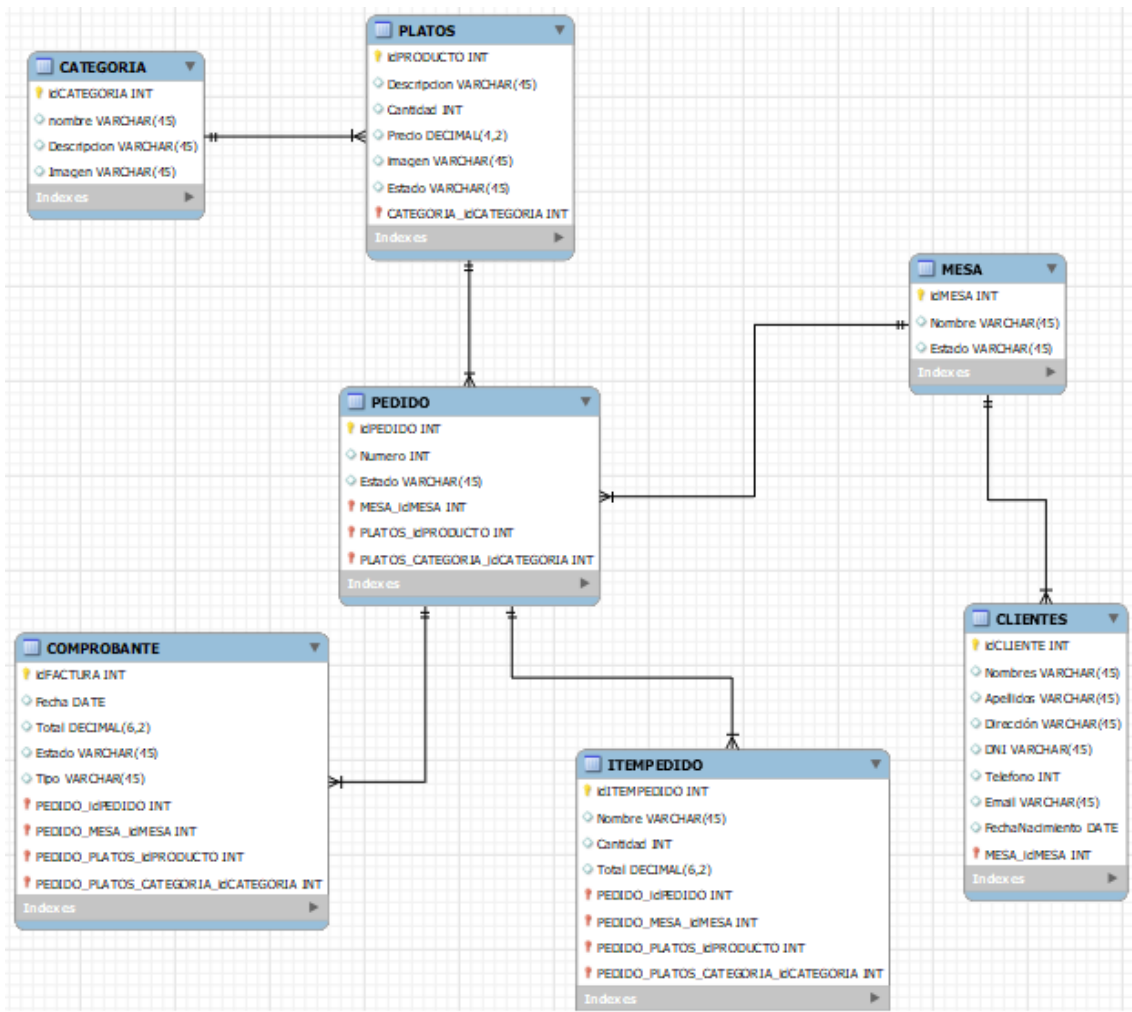 CATEGORIA
idCATEGORIA INT
nombre VARCHAR(45)
Descripcion VARCHAR(45)
Imagen VARCHAR(45)
Indexes
PLATOS
idPRODUCTO INT
Descripcion VARCHAR(45)
Cantidad INT
Precio DECIMAL(4,2)
Imagen VARCHAR(45)
Estado VARCHAR(45)
CATEGORIA_idCATEGORIA INT
Indexes
MESA
idMESA INT
Nombre VARCHAR(45)
Estado VARCHAR(45)
Indexes
PEDIDO
idPEDIDO INT
Numero INT
Estado VARCHAR(45)
MESA_idMESA INT
PLATOS_idPRODUCTO INT
PLATOS_CATEGORIA_idCATEGORIA INT
Indexes
COMPROBANTE
idFACTURA INT
Fecha DATE
Total DECIMAL(6,2)
Estado VARCHAR(45)
Tipo VARCHAR(45)
PEDIDO_idPEDIDO INT
PEDIDO_MESA_idMESA INT
PEDIDO_PLATOS_idPRODUCTO INT
PEDIDO_PLATOS_CATEGORIA_idCATEGORIA INT
Indexes
ITEMPEDIDO
idITEMPEDIDO INT
Nombre VARCHAR(45)
Cantidad INT
Total DECIMAL(6,2)
PEDIDO_idPEDIDO INT
PEDIDO_MESA_idMESA INT
PEDIDO_PLATOS_idPRODUCTO INT
PEDIDO_PLATOS_CATEGORIA_idCATEGORIA INT
Indexes
CLIENTES
idCLIENTE INT
Nombres VARCHAR(45)
Apellidos VARCHAR(45)
Dirección VARCHAR(45)
DNI VARCHAR(45)
Telefono INT
Email VARCHAR(45)
FechaNacimiento DATE
MESA_idMESA INT
Indexes